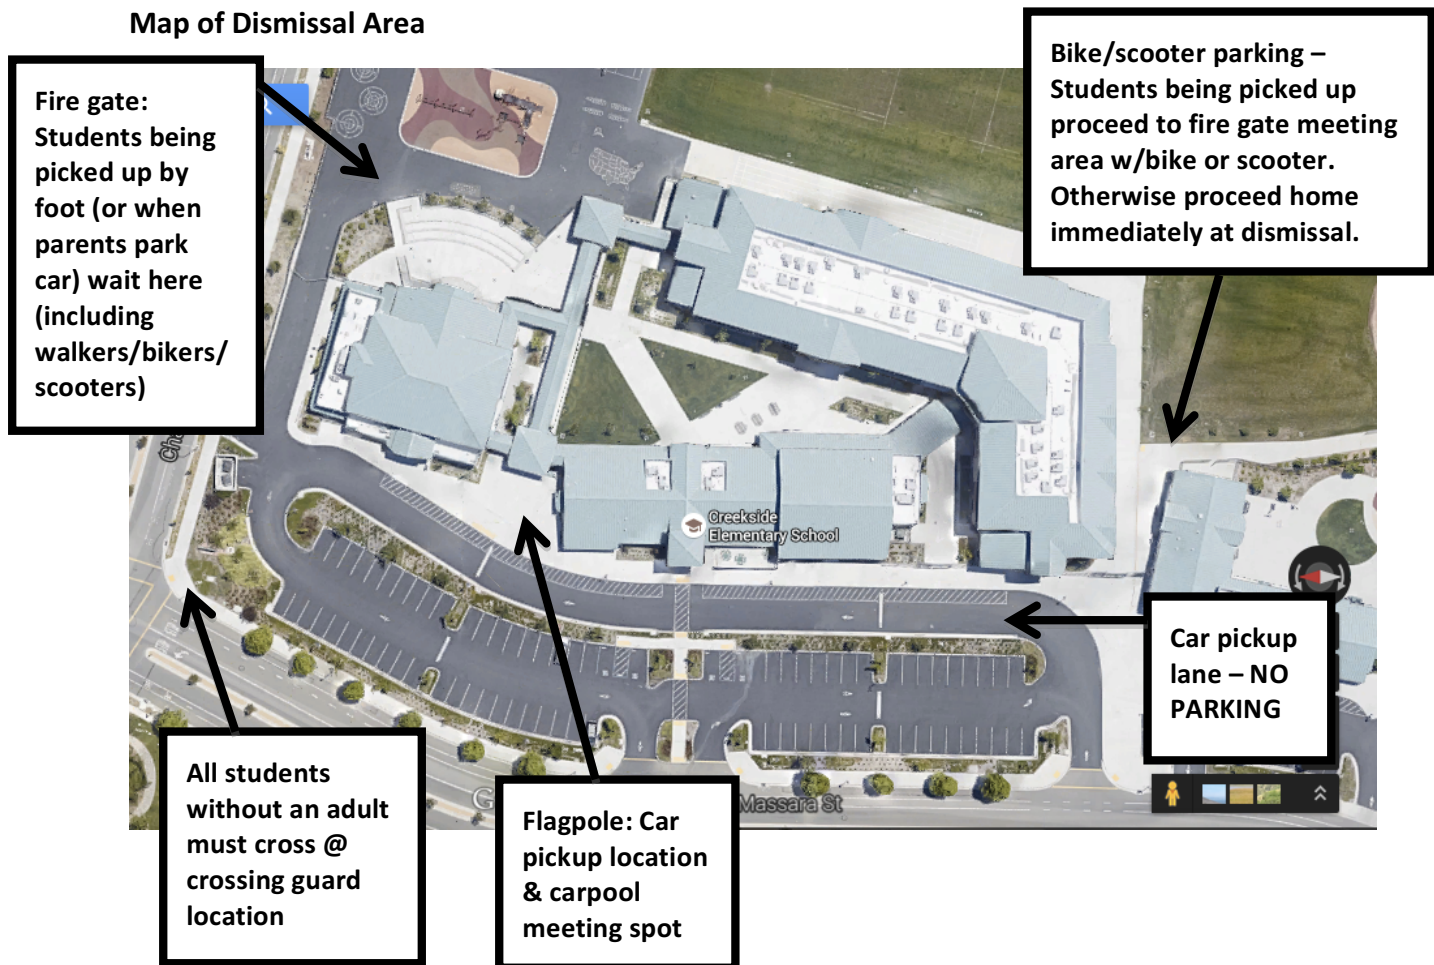 Map of Dismissal Area
Fire gate:
Students being
picked up by
foot (or when
parents park
car) wait here
(including
walkers/bikers/
scooters)
Bike/scooter parking –
Students being picked up
proceed to fire gate meeting
area w/bike or scooter.
Otherwise proceed home
immediately at dismissal.
Creekside
Elementary School
Car pickup
lane – NO
PARKING
All students
without an adult
must cross @
crossing guard
location
Flagpole: Car
pickup location
& carpool
meeting spot
Massara St